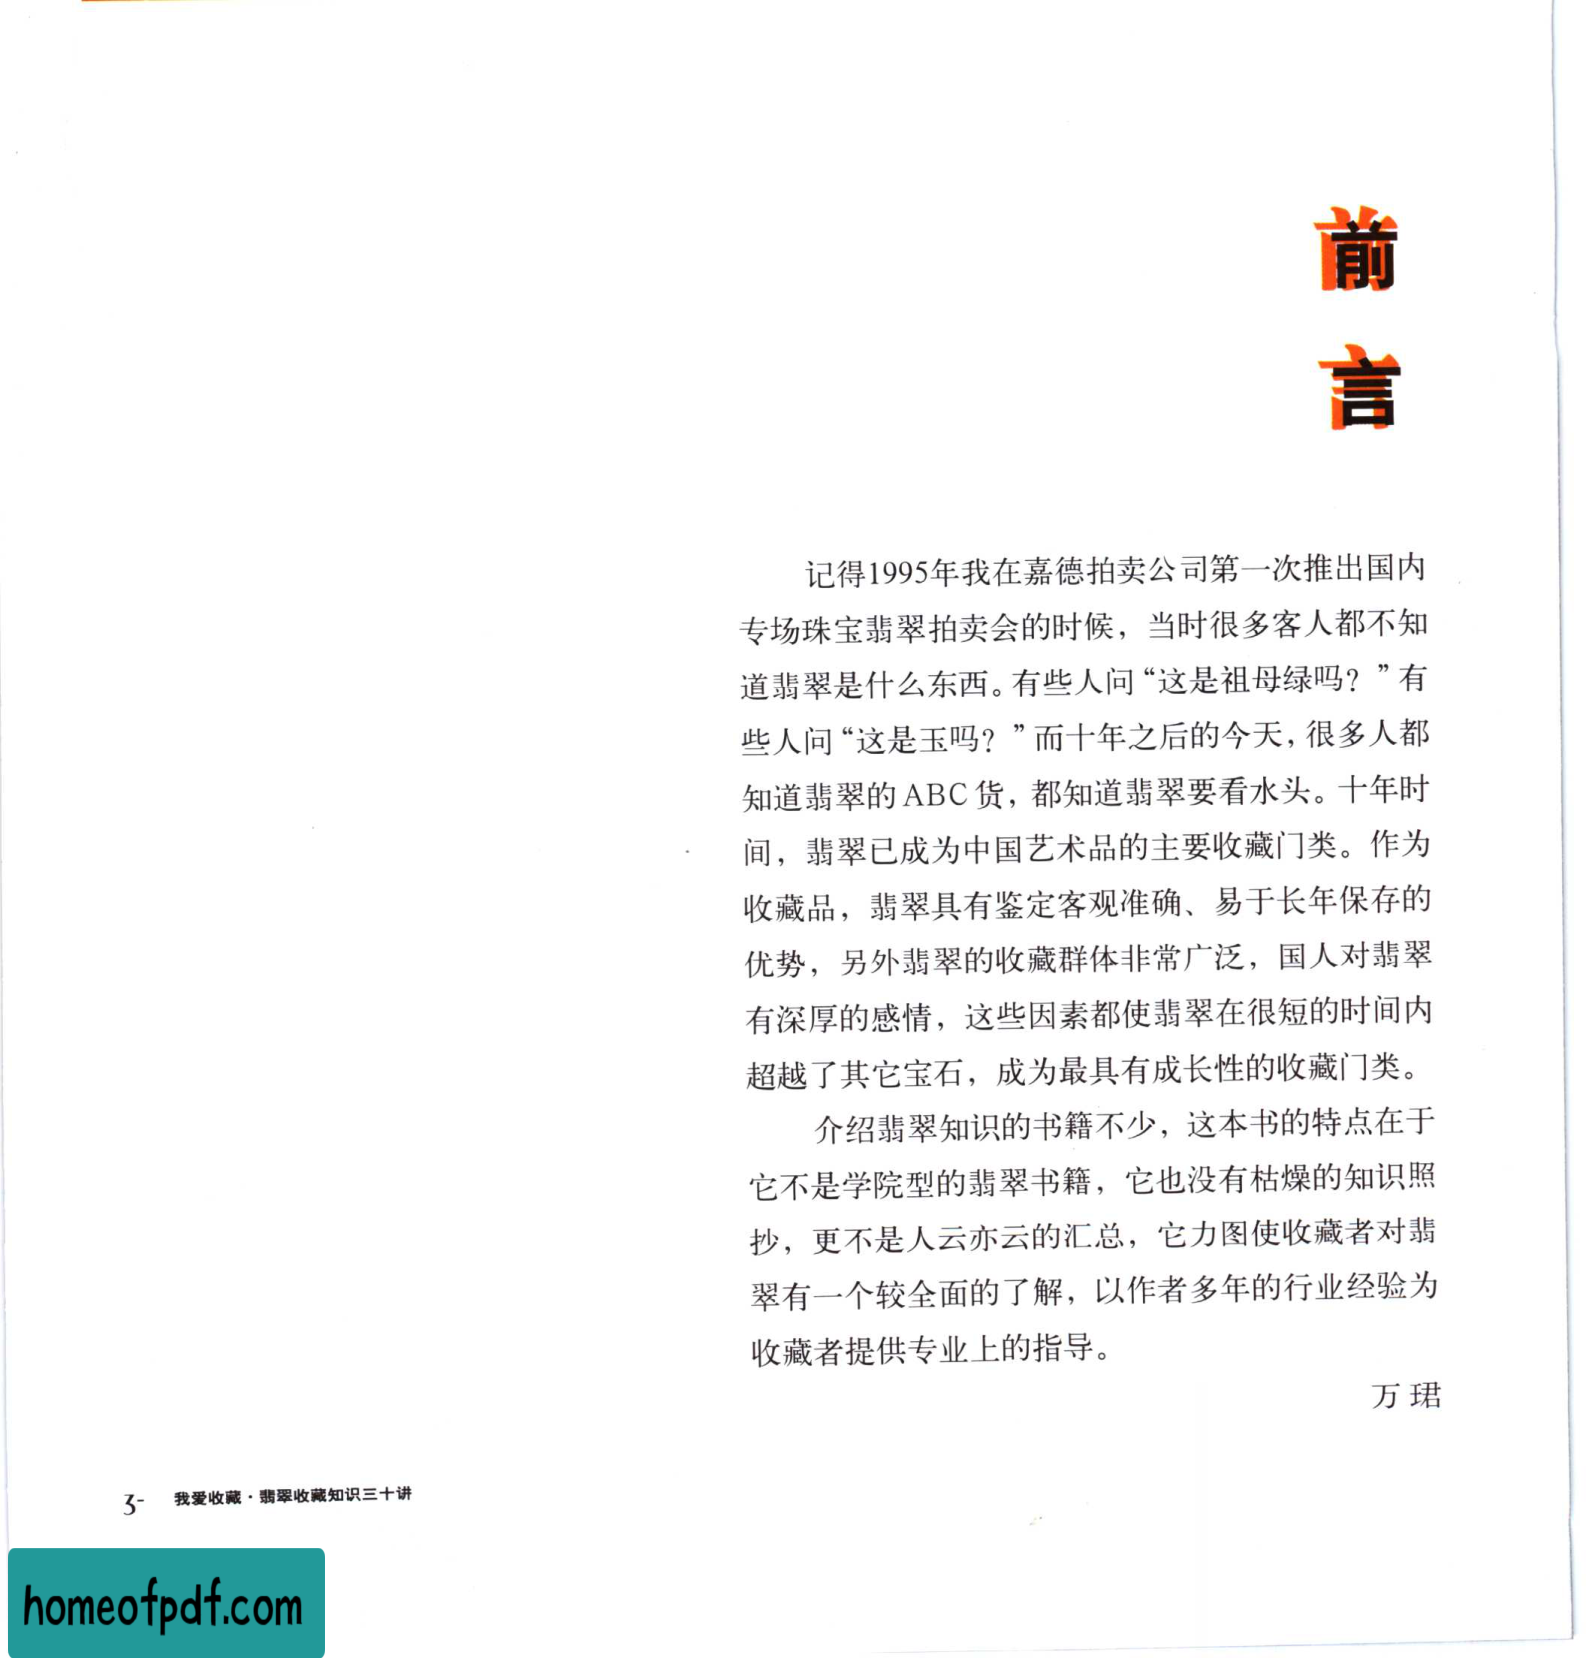 前
言
记得1995年我在嘉德拍卖公司第一次推出国内
专场珠宝翡翠拍卖会的时候，当时很多客人都不知
道翡翠是什么东西。有些人问“这是祖母绿吗？”有
些人问“这是玉吗？”而十年之后的今天，很多人都
知道翡翠的ABC货，都知道翡翠要看水头。十年时
间，翡翠已成为中国艺术品的主要收藏门类。作为
收藏品，翡翠具有鉴定客观准确、易于长年保存的
优势，另外翡翠的收藏群体非常广泛，国人对翡翠
有深厚的感情，这些因素都使翡翠在很短的时间内
超越了其它宝石，成为最具有成长性的收藏门类。
介绍翡翠知识的书籍不少，这本书的特点在于
它不是学院型的翡翠书籍，它也没有枯燥的知识照
抄，更不是人云亦云的汇总，它力图使收藏者对翡
翠有一个较全面的了解，以作者多年的行业经验为
收藏者提供专业上的指导。
万 珺
3- 我爱收藏·翡翠收藏知识三十讲
homeofpdf.com